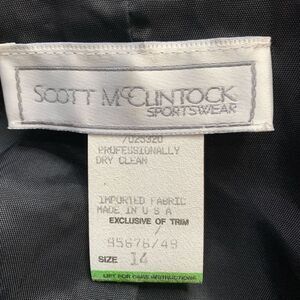 SCOTT McCLINTOCK
SPORTSWEAR
7025320
PROFESSIONALLY
DRY CLEAN
IMPORTED FABRIC
MADE IN U S A
EXCLUSIVE OF TRIM
/
95676/49
SIZE 14
LIFT FOR CARE INSTRUCTIONS